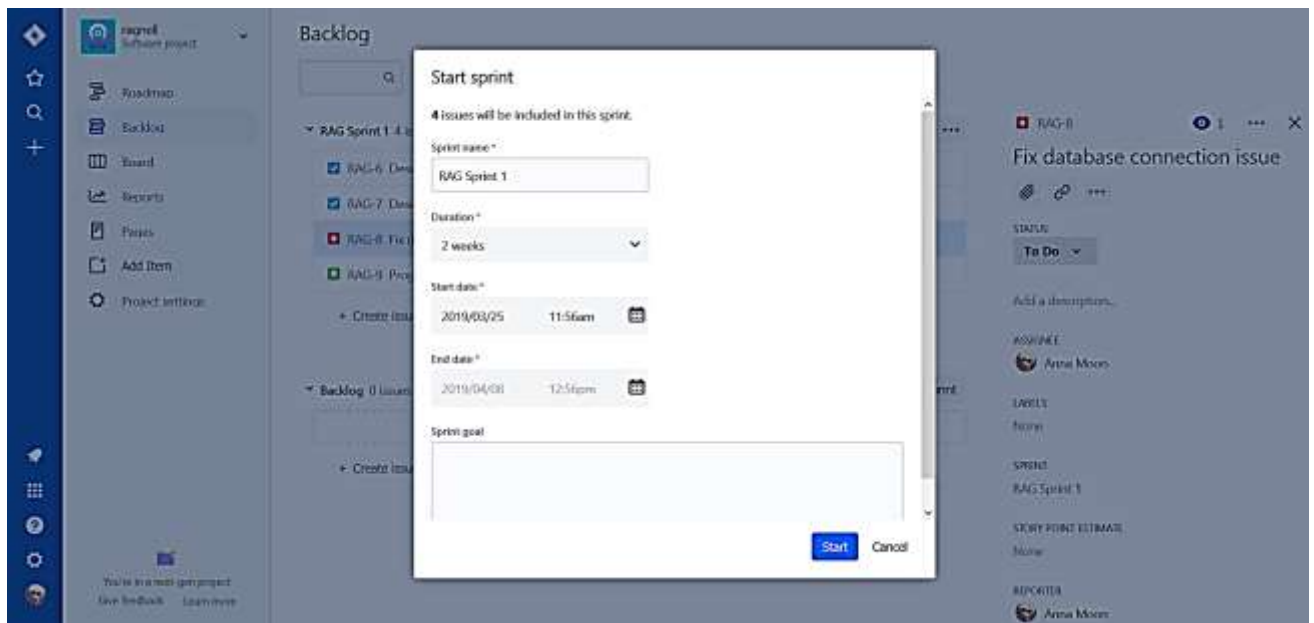 ragnell
Software project
Roadmap
Backlog
Board
Reports
Pages
Add Item
Project settings
You're in a next-gen project
Give feedback Learn more
Backlog
RAG Sprint 1
RAG-6
RAG-7
RAG-8
RAG-9
+ Create
Backlog 0 issues
+ Create
Start sprint
4 issues will be included in this sprint.
Sprint name *
RAG Sprint 1
Duration *
2 weeks
Start date *
2019/03/25 11:56am
End date *
2019/04/08 12:56pm
Sprint goal
Start Cancel
RAG-8
1
Fix database connection issue
STATUS
To Do
Add a description...
ASSIGNEE
Anna Moon
LABELS
None
SPRINT
RAG Sprint 1
STORY POINT ESTIMATE
None
REPORTER
Anna Moon